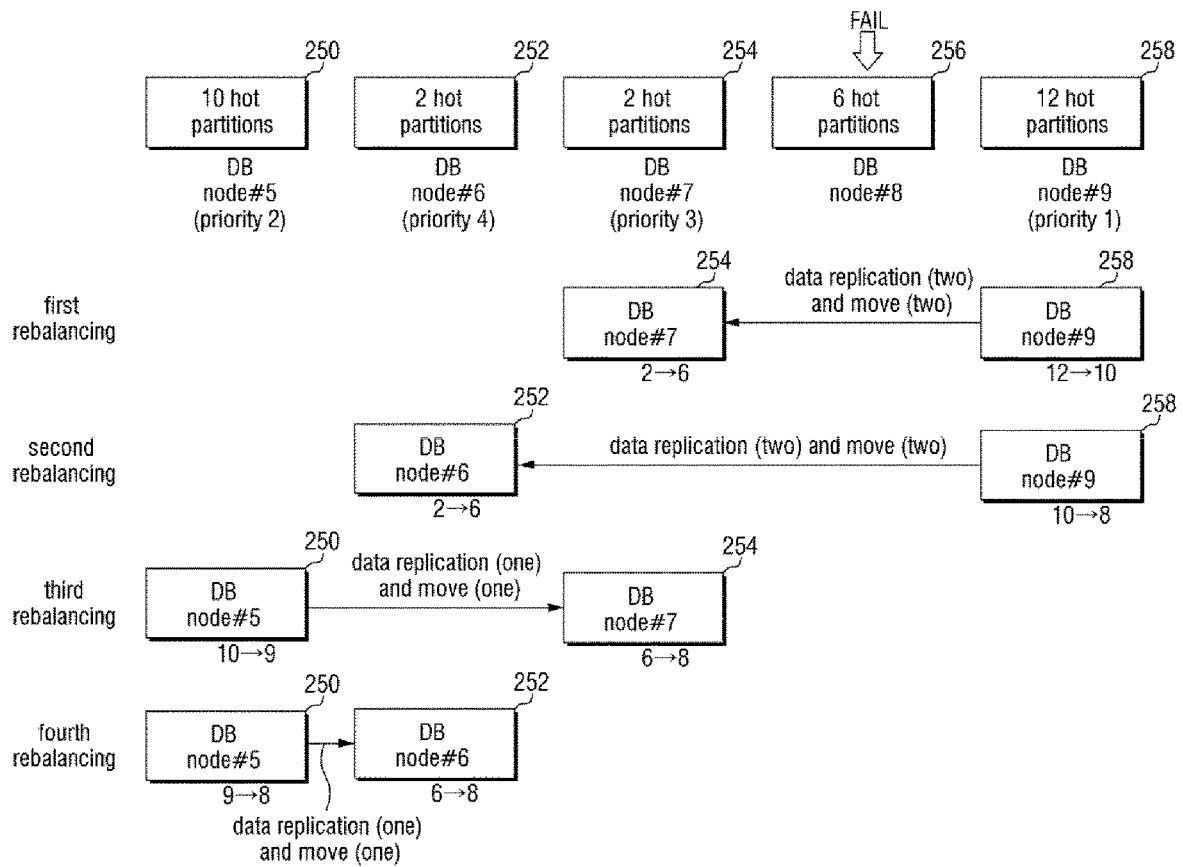 FAIL
250
252
254
256
258
10 hot
partitions
2 hot
partitions
2 hot
partitions
6 hot
partitions
12 hot
partitions
DB
node#5
(priority 2)
DB
node#6
(priority 4)
DB
node#7
(priority 3)
DB
node#8
DB
node#9
(priority 1)
first
rebalancing
254
DB
node#7
2→6
data replication (two)
and move (two)
258
DB
node#9
12→10
second
rebalancing
252
DB
node#6
2→6
data replication (two) and move (two)
258
DB
node#9
10→8
third
rebalancing
250
DB
node#5
10→9
data replication (one)
and move (one)
254
DB
node#7
6→8
fourth
rebalancing
250
DB
node#5
9→8
252
DB
node#6
6→8
data replication (one)
and move (one)